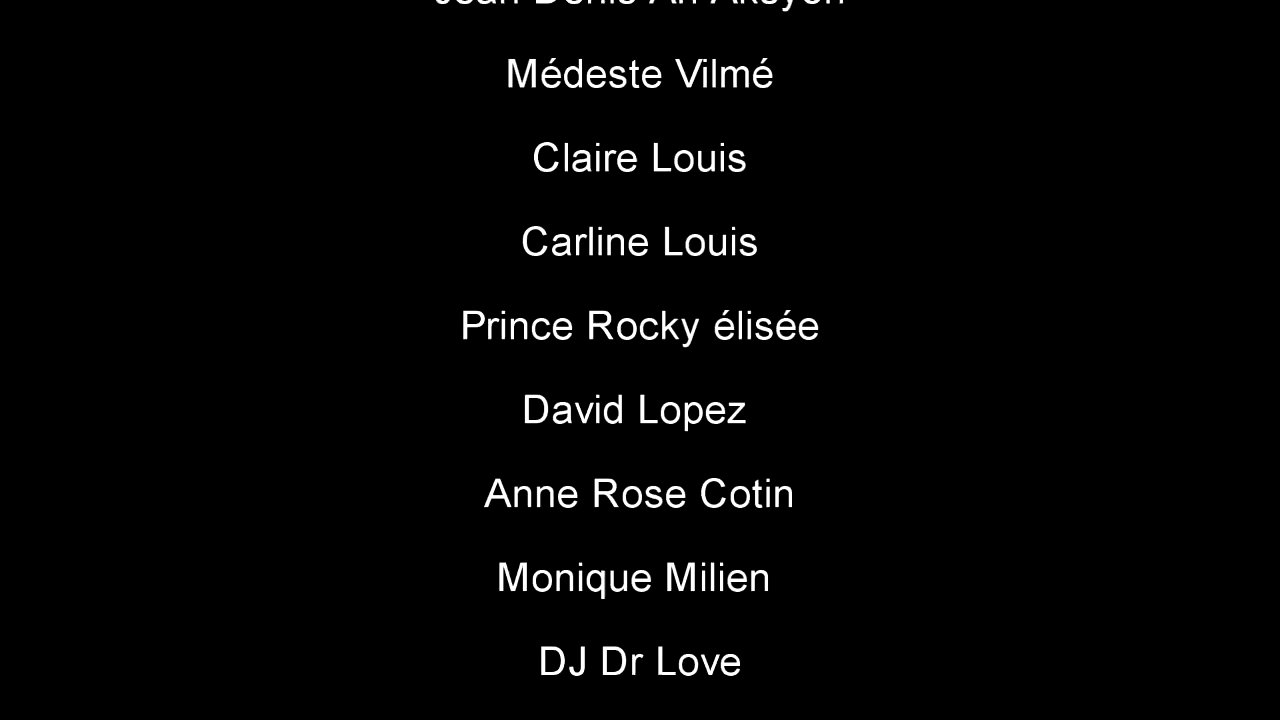 Médeste Vilmé
Claire Louis
Carline Louis
Prince Rocky élisée
David Lopez
Anne Rose Cotin
Monique Milien
DJ Dr Love